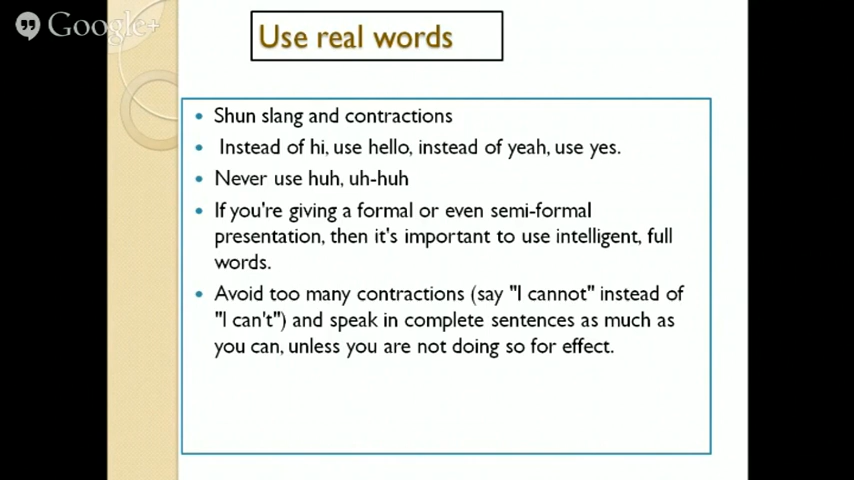 Google+
Use real words
Shun slang and contractions
Instead of hi, use hello, instead of yeah, use yes.
Never use huh, uh-huh
If you're giving a formal or even semi-formal
presentation, then it's important to use intelligent, full
words.
Avoid too many contractions (say "I cannot" instead of
"I can't") and speak in complete sentences as much as
you can, unless you are not doing so for effect.